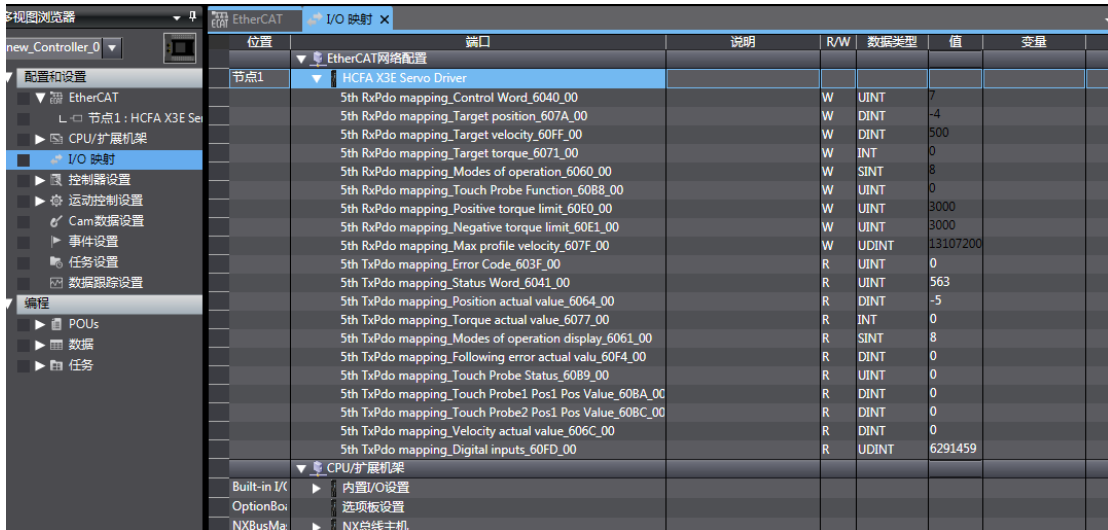 多视图浏览器
EtherCAT I/O 映射
new_Controller_0
配置和设置
EtherCAT
节点1 : HCFA X3E Ser
CPU/扩展机架
I/O 映射
控制器设置
运动控制设置
Cam数据设置
事件设置
任务设置
数据跟踪设置
编程
POUs
数据
任务
位置 端口 说明 R/W 数据类型 值 变量
EtherCAT网络配置
节点1 HCFA X3E Servo Driver
5th RxPdo mapping_Control Word_6040_00 W UINT 7
5th RxPdo mapping_Target position_607A_00 W DINT -4
5th RxPdo mapping_Target velocity_60FF_00 W DINT 500
5th RxPdo mapping_Target torque_6071_00 W INT 0
5th RxPdo mapping_Modes of operation_6060_00 W SINT 8
5th RxPdo mapping_Touch Probe Function_60B8_00 W UINT 0
5th RxPdo mapping_Positive torque limit_60E0_00 W UINT 3000
5th RxPdo mapping_Negative torque limit_60E1_00 W UINT 3000
5th RxPdo mapping_Max profile velocity_607F_00 W UDINT 13107200
5th TxPdo mapping_Error Code_603F_00 R UINT 0
5th TxPdo mapping_Status Word_6041_00 R UINT 563
5th TxPdo mapping_Position actual value_6064_00 R DINT -5
5th TxPdo mapping_Torque actual value_6077_00 R INT 0
5th TxPdo mapping_Modes of operation display_6061_00 R SINT 8
5th TxPdo mapping_Following error actual valu_60F4_00 R DINT 0
5th TxPdo mapping_Touch Probe Status_60B9_00 R UINT 0
5th TxPdo mapping_Touch Probe1 Pos1 Pos Value_60BA_00 R DINT 0
5th TxPdo mapping_Touch Probe2 Pos1 Pos Value_60BC_00 R DINT 0
5th TxPdo mapping_Velocity actual value_606C_00 R DINT 0
5th TxPdo mapping_Digital inputs_60FD_00 R UDINT 6291459
CPU/扩展机架
Built-in I/O 内置I/O设置
OptionBoa 选项板设置
NXBusMa NX总线主机